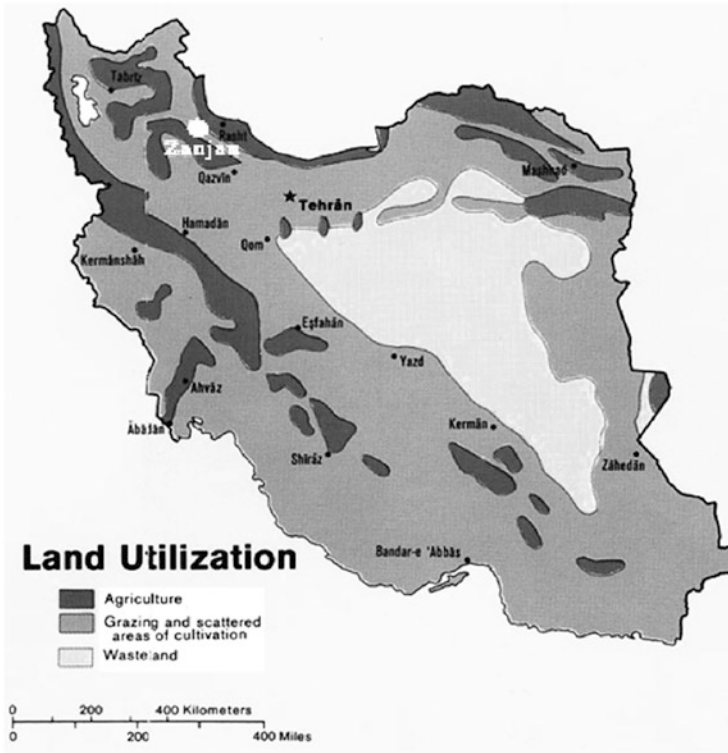 Tabriz
Rasht
Zanjan
Qazvin
Mashhad
Tehrān
Hamadān
Qom
Kermānshāh
Eşfahān
Yazd
Ahvāz
Ābādān
Kermān
Shīrāz
Zāhedān
Bandar-e 'Abbās
Land Utilization
Agriculture
Grazing and scattered
areas of cultivation
Wasteland
0 200 400 Kilometers
0 200 400 Miles